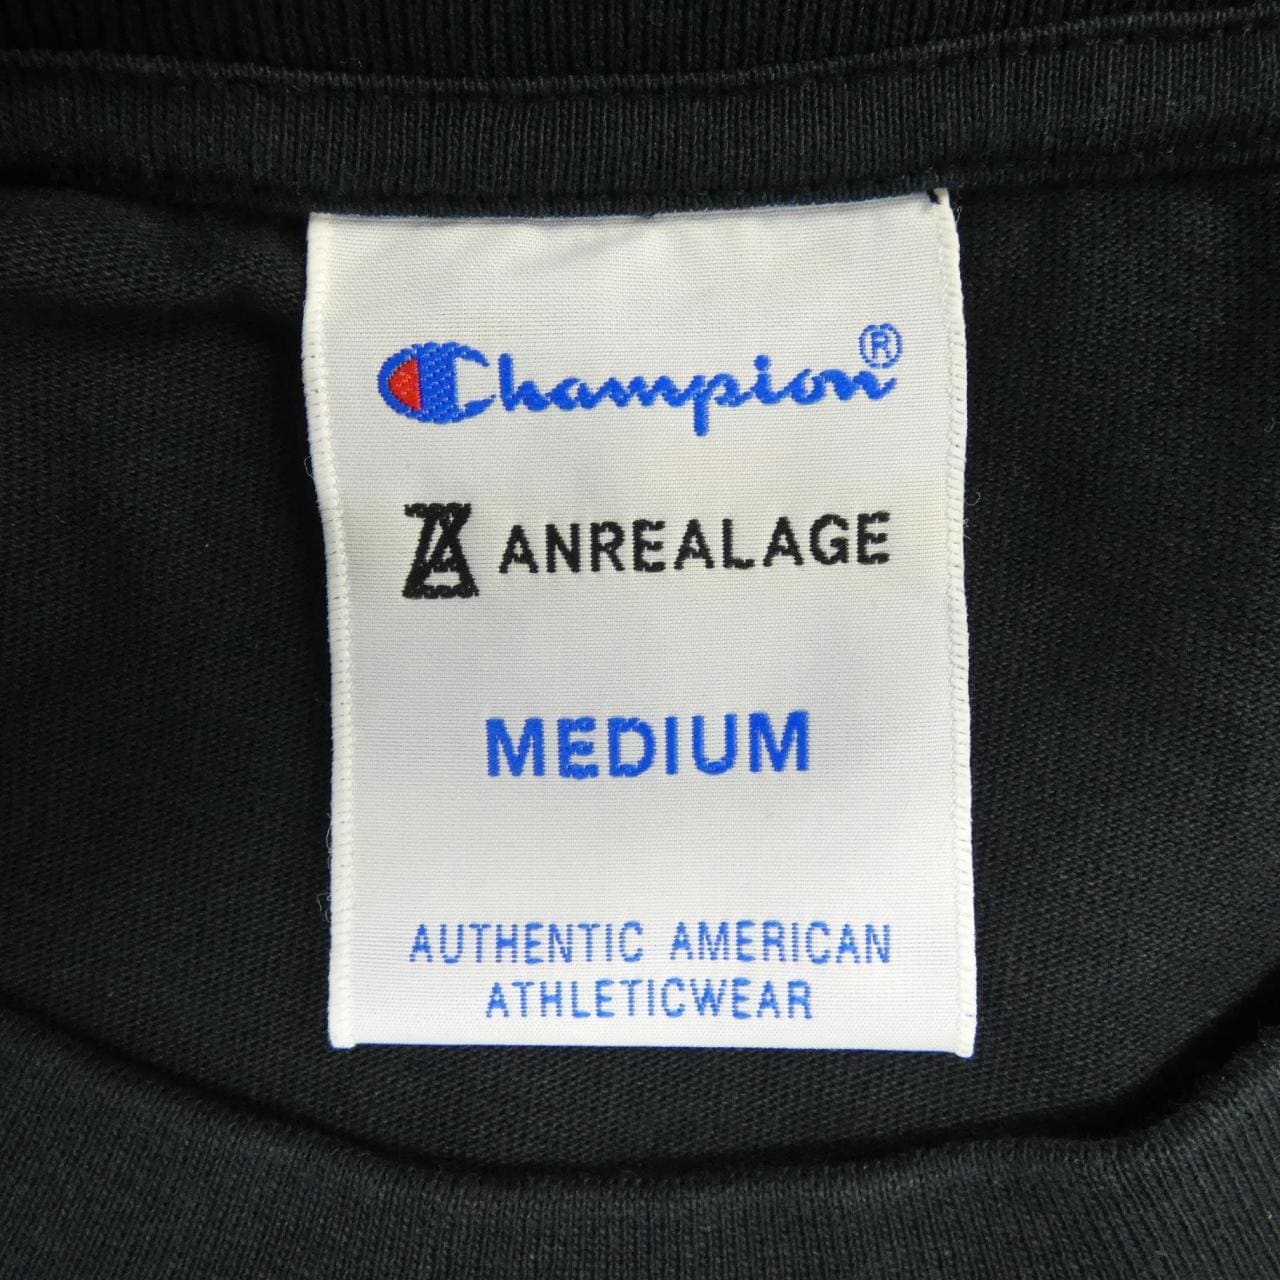 Champion®
ANREALAGE
MEDIUM
AUTHENTIC AMERICAN
ATHLETICWEAR